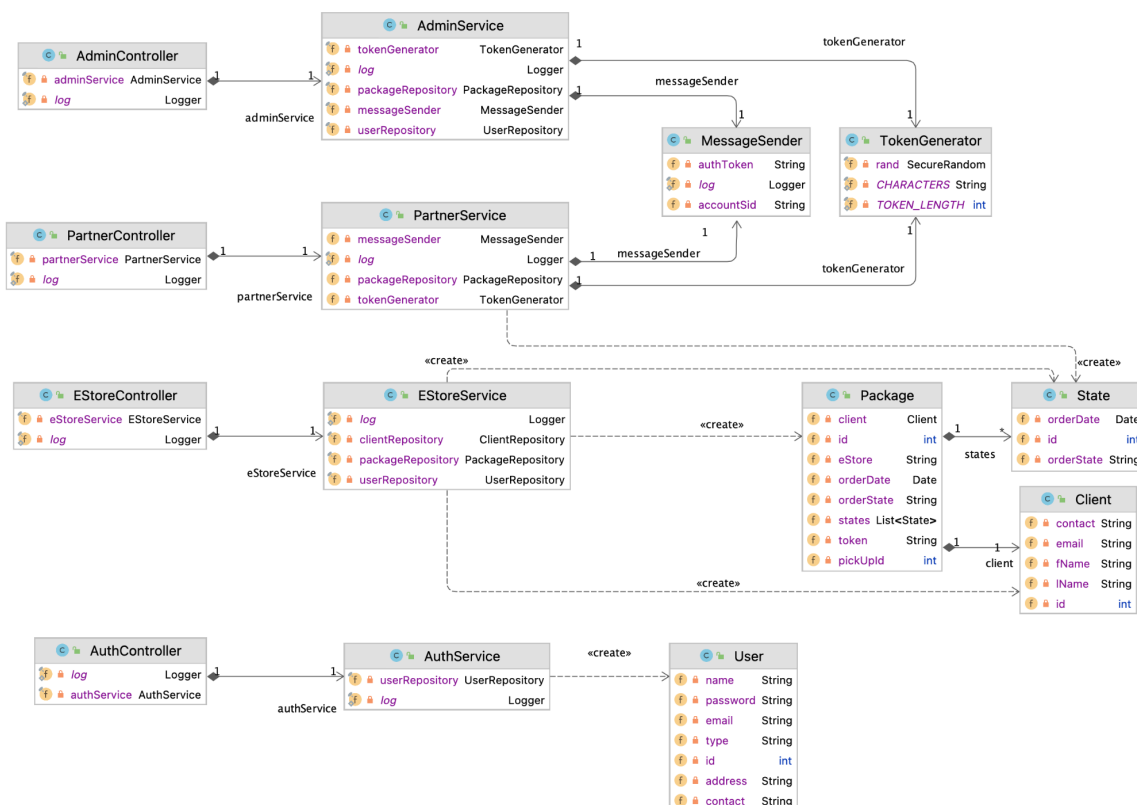 AdminController
adminService AdminService
log Logger
1 1
adminService
AdminService
tokenGenerator TokenGenerator
log Logger
packageRepository PackageRepository
messageSender MessageSender
userRepository UserRepository
1 tokenGenerator
1 messageSender
1 1
MessageSender
authToken String
log Logger
accountSid String
TokenGenerator
rand SecureRandom
CHARACTERS String
TOKEN_LENGTH int
PartnerController
partnerService PartnerService
log Logger
1 1
partnerService
PartnerService
messageSender MessageSender
log Logger
packageRepository PackageRepository
tokenGenerator TokenGenerator
1 messageSender 1
1 tokenGenerator 1
«create»
«create»
EStoreController
eStoreService EStoreService
log Logger
1 1
eStoreService
EStoreService
log Logger
clientRepository ClientRepository
packageRepository PackageRepository
userRepository UserRepository
«create»
Package
client Client
id int
eStore String
orderDate Date
orderState String
states List<State>
token String
pickUpId int
1 *
states
State
orderDate Date
id int
orderState String
1 1
client
Client
contact String
email String
fName String
lName String
id int
«create»
AuthController
log Logger
authService AuthService
1 1
authService
AuthService
userRepository UserRepository
log Logger
«create»
User
name String
password String
email String
type String
id int
address String
contact String